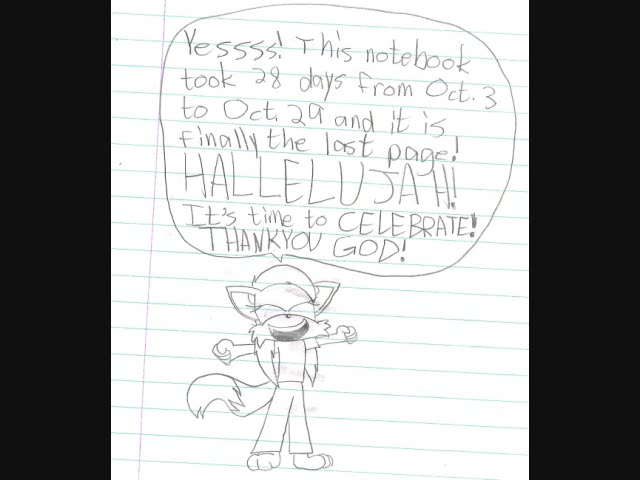 Yessss! This notebook
took 28 days from Oct. 3
to Oct. 29 and it is
finally the last page!
HALLELUJAH!
It's time to CELEBRATE!
THANKYOU GOD!